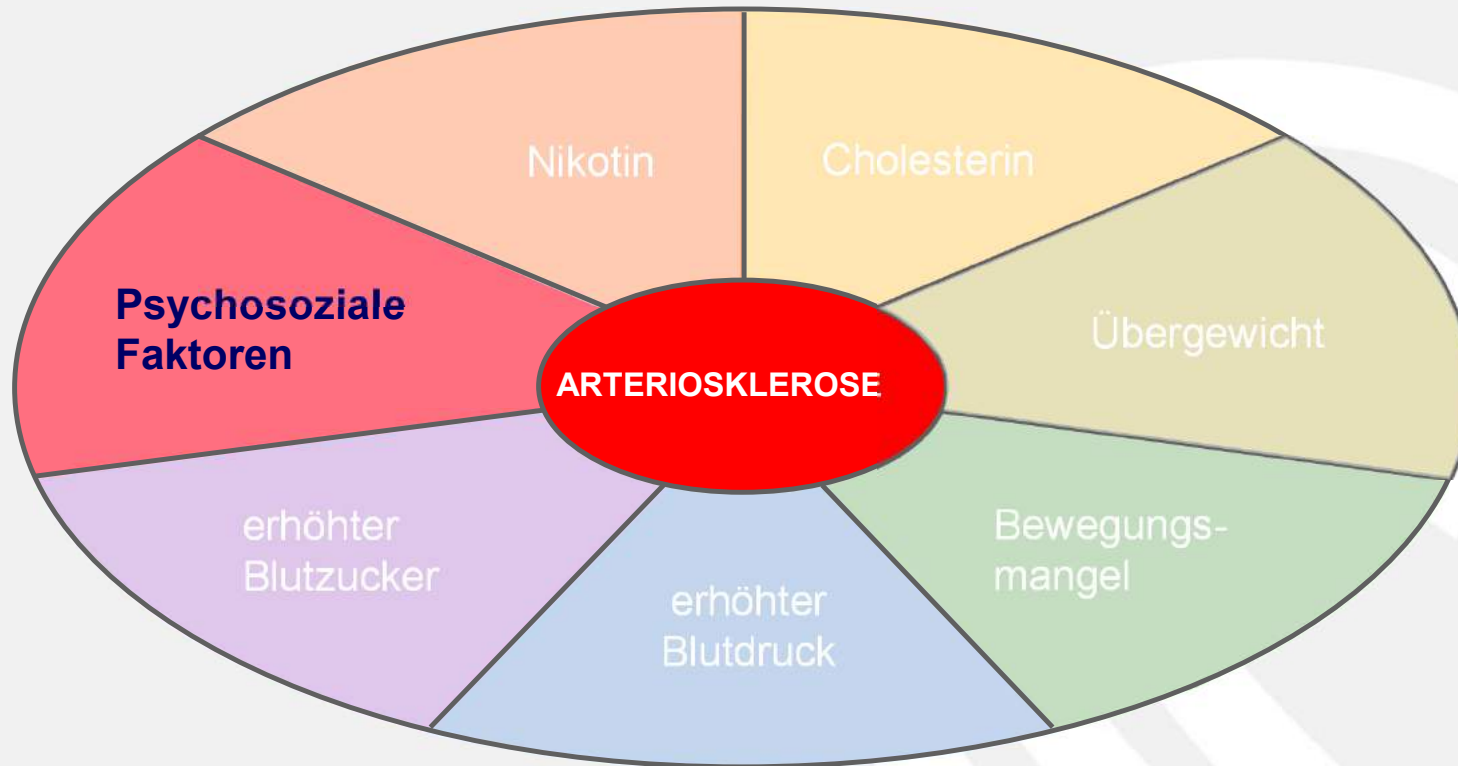 Nikotin
Cholesterin
Psychosoziale
Faktoren
Übergewicht
ARTERIOSKLEROSE
erhöhter
Blutzucker
erhöhter
Blutdruck
Bewegungs-
mangel